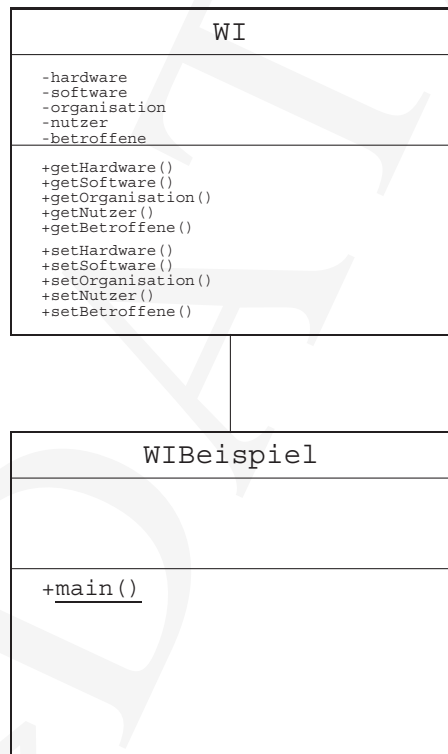 WI
-hardware
-software
-organisation
-nutzer
-betroffene
+getHardware()
+getSoftware()
+getOrganisation()
+getNutzer()
+getBetroffene()
+setHardware()
+setSoftware()
+setOrganisation()
+setNutzer()
+setBetroffene()
WIBeispiel
+main()